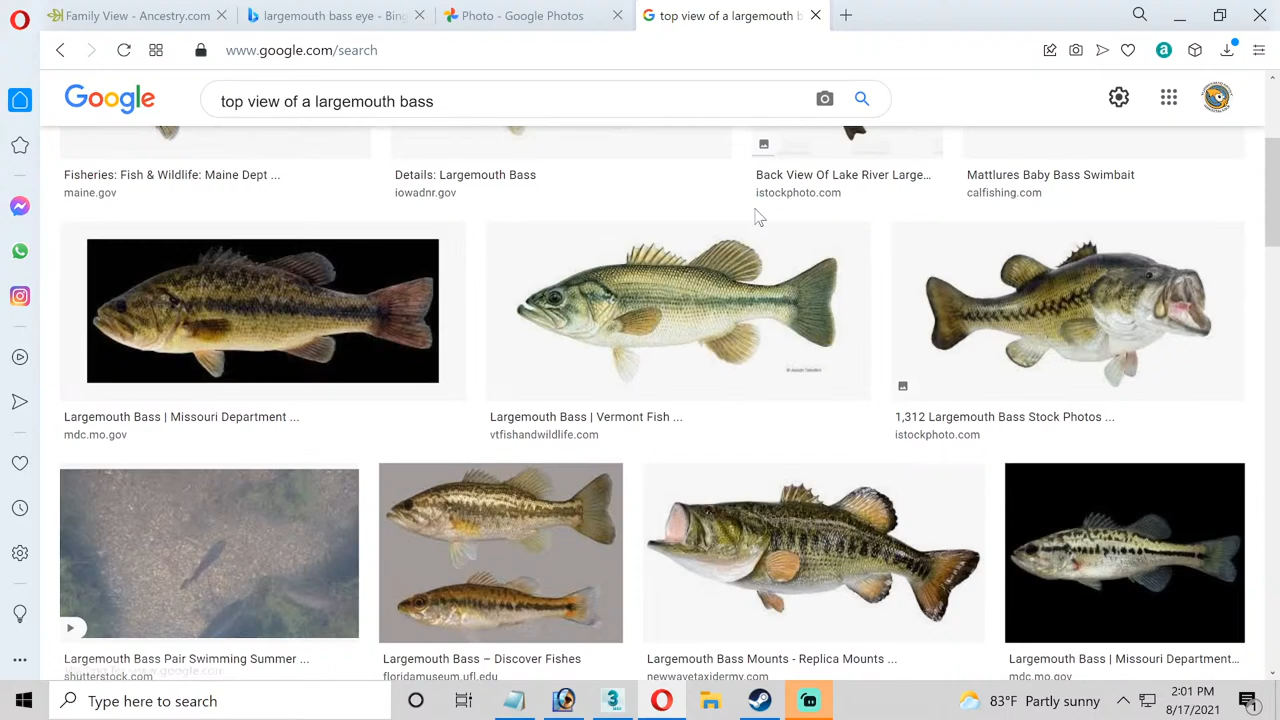 Family View - Ancestry.com
largemouth bass eye - Bing
Photo - Google Photos
top view of a largemouth b
www.google.com/search
Google
top view of a largemouth bass
Fisheries: Fish & Wildlife: Maine Dept ...
Details: Largemouth Bass
Back View Of Lake River Large...
Mattlures Baby Bass Swimbait
maine.gov
iowadnr.gov
istockphoto.com
calfishing.com
Largemouth Bass | Missouri Department ...
Largemouth Bass | Vermont Fish ...
1,312 Largemouth Bass Stock Photos ...
mdc.mo.gov
vtfishandwildlife.com
istockphoto.com
Largemouth Bass Pair Swimming Summer ...
Largemouth Bass – Discover Fishes
Largemouth Bass Mounts - Replica Mounts ...
Largemouth Bass | Missouri Department...
shutterstock.com
floridamuseum.ufl.edu
newwavetaxidermy.com
mdc.mo.gov
Type here to search
83°F Partly sunny
2:01 PM
8/17/2021